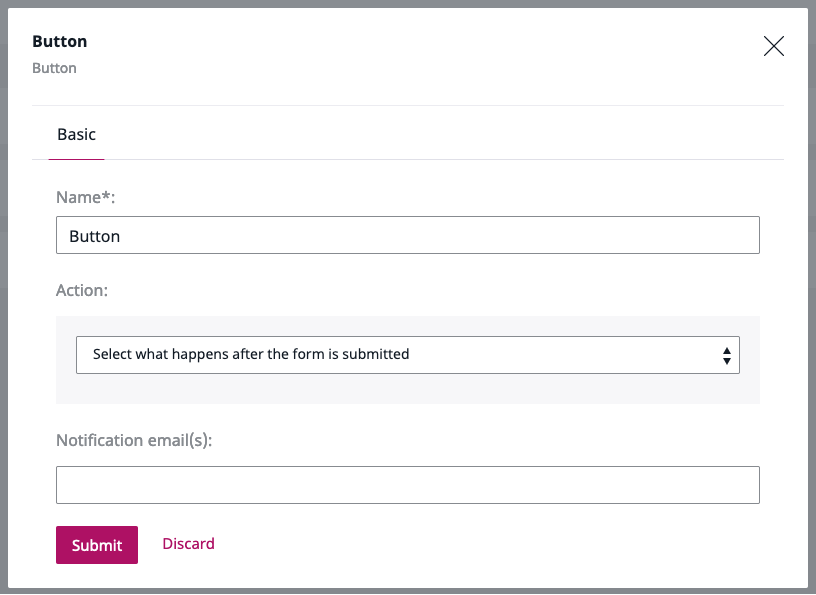 Button
Button
Basic
Name*:
Button
Action:
Select what happens after the form is submitted
Notification email(s):
Submit
Discard